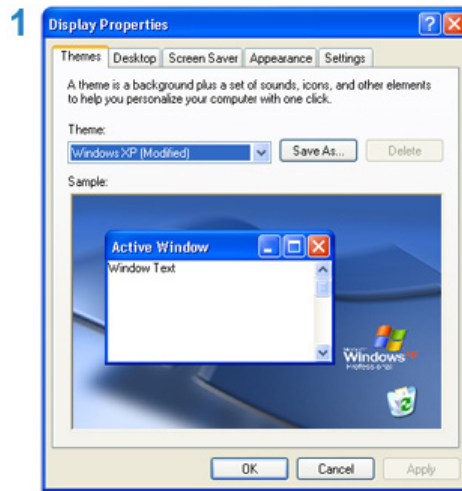 1
Display Properties
Themes Desktop Screen Saver Appearance Settings
A theme is a background plus a set of sounds, icons, and other elements
to help you personalize your computer with one click.
Theme:
Windows XP (Modified) Save As... Delete
Sample:
Active Window
Window Text
Microsoft
Windows xp
Professional
OK Cancel Apply